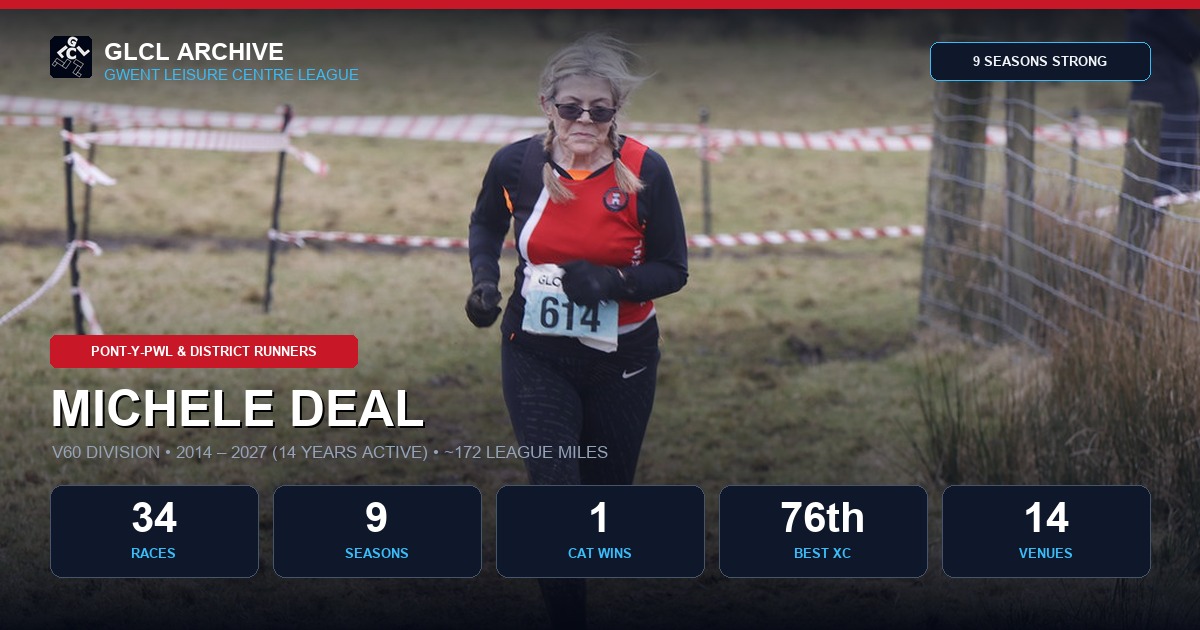 GLCL ARCHIVE
GWENT LEISURE CENTRE LEAGUE
9 SEASONS STRONG
GLC
614
PONT-Y-PWL & DISTRICT RUNNERS
MICHELE DEAL
V60 DIVISION • 2014 – 2027 (14 YEARS ACTIVE) • ~172 LEAGUE MILES
34
RACES
9
SEASONS
1
CAT WINS
76th
BEST XC
14
VENUES